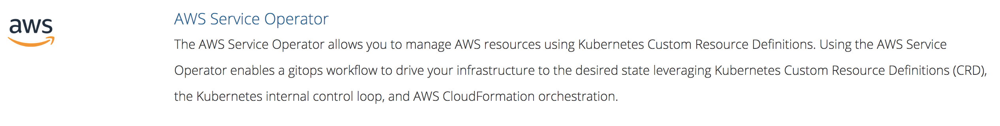 aws
AWS Service Operator
The AWS Service Operator allows you to manage AWS resources using Kubernetes Custom Resource Definitions. Using the AWS Service
Operator enables a gitops workflow to drive your infrastructure to the desired state leveraging Kubernetes Custom Resource Definitions (CRD),
the Kubernetes internal control loop, and AWS CloudFormation orchestration.